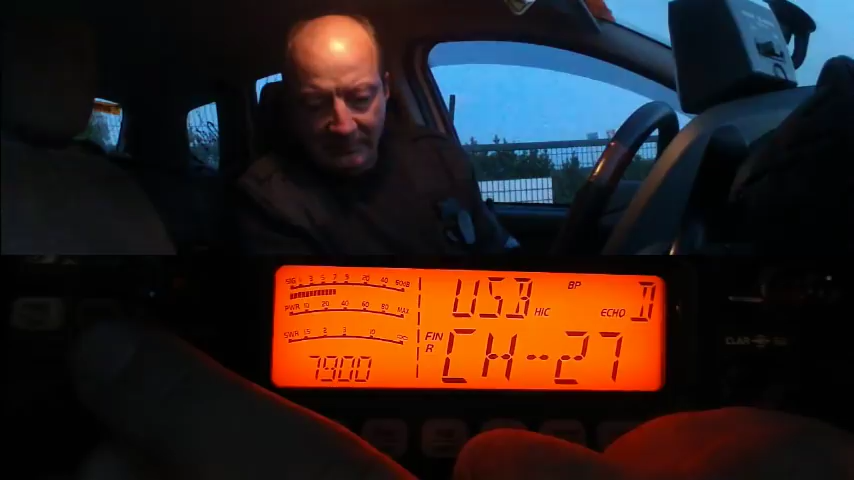 SIG 1 3 5 7 9 20 40 60dB
PWR 10 20 40 60 80 MAX
SWR 1.5 2 3 10 ∞
7900
USB HIC BP ECHO D
FIN
R CH--27
CLAR